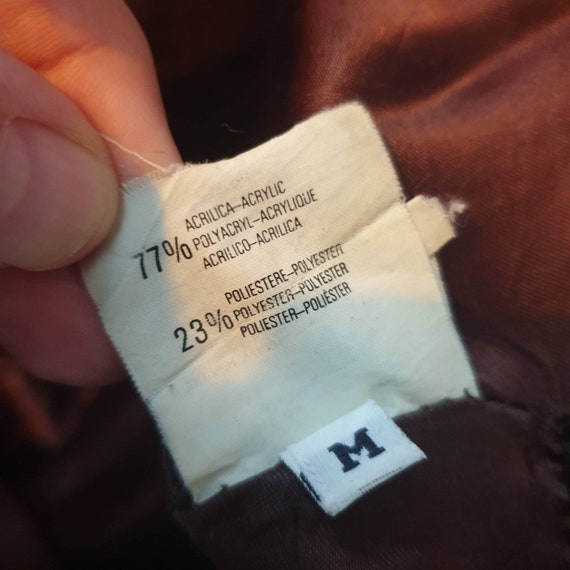 ACRILICA–ACRYLIC
77% POLYACRYL–ACRYLIQUE
ACRILICO–ACRILICA
POLIESTERE–POLYESTER
23% POLYESTER–POLYESTER
POLIESTER–POLIÉSTER
M